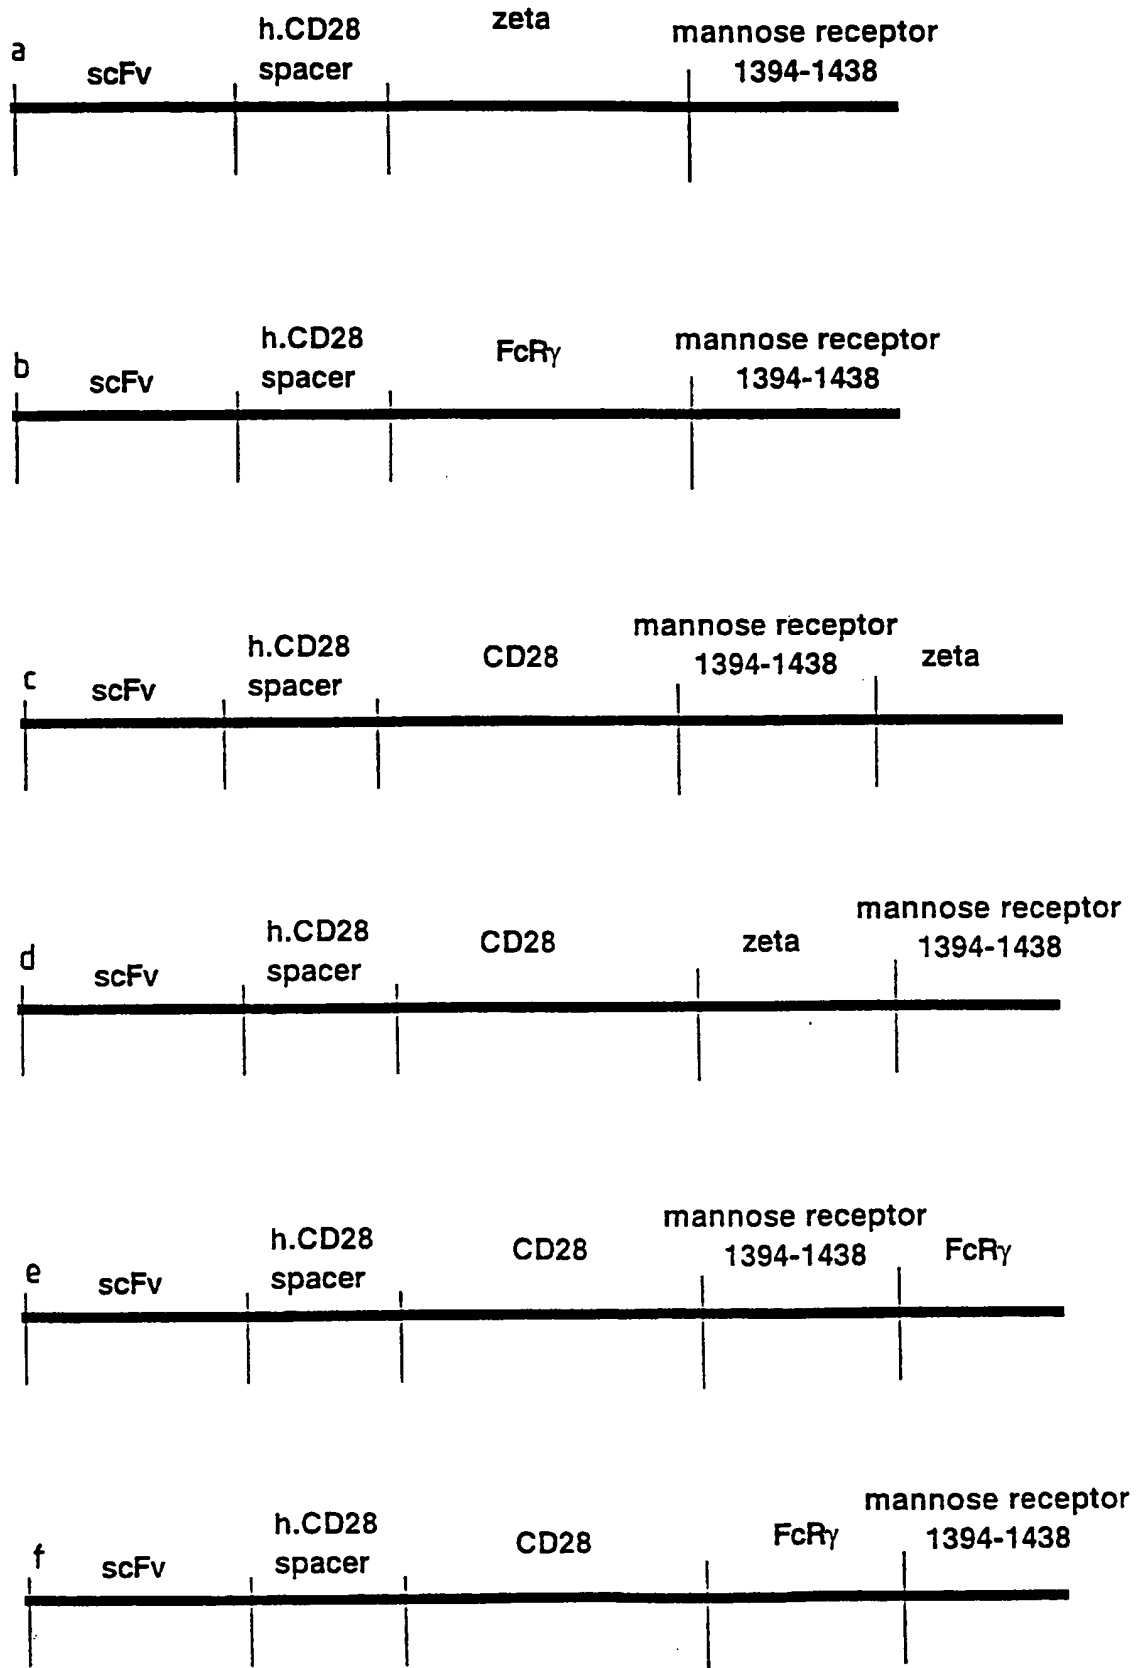 a
scFv
h.CD28
spacer
zeta
mannose receptor
1394-1438
b
scFv
h.CD28
spacer
FcRγ
mannose receptor
1394-1438
c
scFv
h.CD28
spacer
CD28
mannose receptor
1394-1438
zeta
d
scFv
h.CD28
spacer
CD28
zeta
mannose receptor
1394-1438
e
scFv
h.CD28
spacer
CD28
mannose receptor
1394-1438
FcRγ
f
scFv
h.CD28
spacer
CD28
FcRγ
mannose receptor
1394-1438